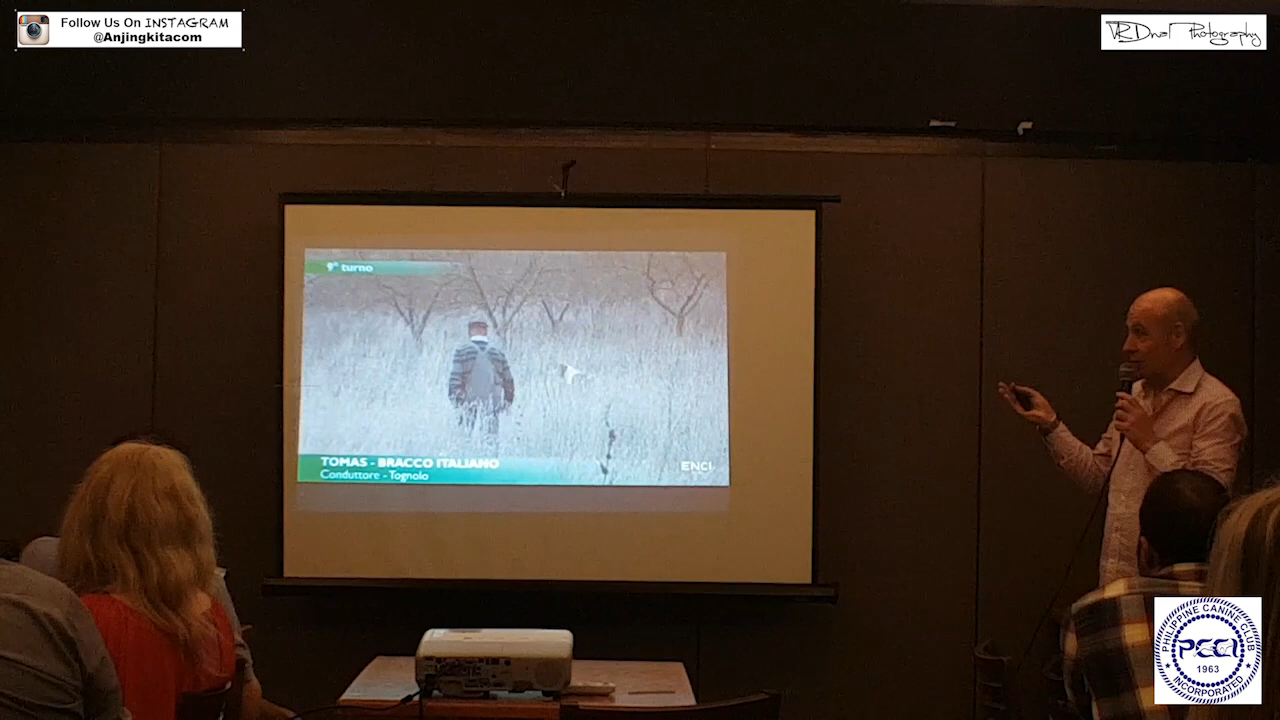 Follow Us On INSTAGRAM
@Anjingkitacom
VRDnal Photography
9° turno
TOMAS - BRACCO ITALIANO
Conduttore - Tognolo
ENCI
PHILIPPINE CANINE CLUB
PCCI
1963
INCORPORATED